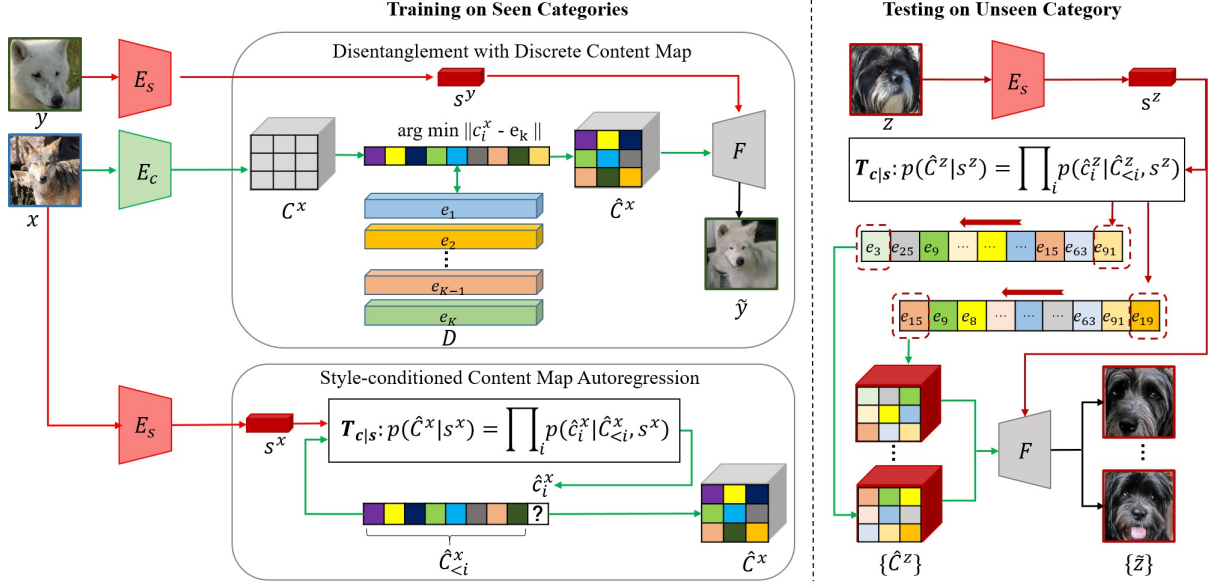 Training on Seen Categories
Disentanglement with Discrete Content Map
y
E_s
s^y
x
E_c
C^x
arg min ||c_i^x - e_k ||
Ĉ^x
F
ỹ
e_1
e_2
⋮
e_{K−1}
e_K
D
Style-conditioned Content Map Autoregression
E_s
s^x
T_{c|s}: p(Ĉ^x|s^x) = ∏_i p(ĉ_i^x|Ĉ_{<i}^x, s^x)
ĉ_i^x
?
Ĉ_{<i}^x
Ĉ^x
Testing on Unseen Category
z
E_s
s^z
T_{c|s}: p(Ĉ^z|s^z) = ∏_i p(ĉ_i^z|Ĉ_{<i}^z, s^z)
e_3 e_25 e_9 ... ... ... e_15 e_63 e_91
e_15 e_9 e_8 ... ... ... e_63 e_91 e_19
⋮
F
⋮
{Ĉ^z}
{z̃}